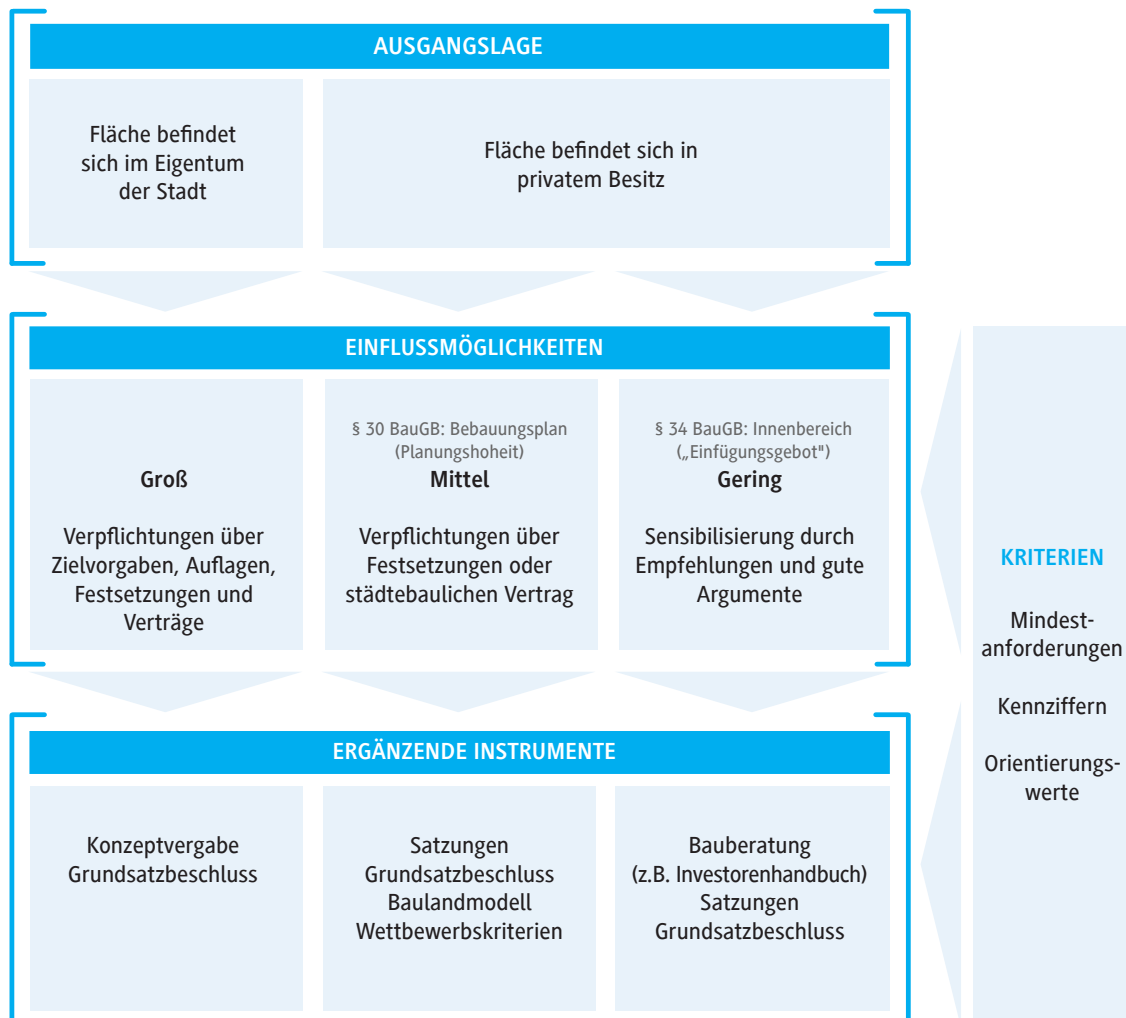 AUSGANGSLAGE
Fläche befindet
sich im Eigentum
der Stadt
Fläche befindet sich in
privatem Besitz
EINFLUSSMÖGLICHKEITEN
Groß
Verpflichtungen über
Zielvorgaben, Auflagen,
Festsetzungen und
Verträge
§ 30 BauGB: Bebauungsplan
(Planungshoheit)
Mittel
Verpflichtungen über
Festsetzungen oder
städtebaulichen Vertrag
§ 34 BauGB: Innenbereich
(„Einfügungsgebot")
Gering
Sensibilisierung durch
Empfehlungen und gute
Argumente
ERGÄNZENDE INSTRUMENTE
Konzeptvergabe
Grundsatzbeschluss
Satzungen
Grundsatzbeschluss
Baulandmodell
Wettbewerbskriterien
Bauberatung
(z.B. Investorenhandbuch)
Satzungen
Grundsatzbeschluss
KRITERIEN
Mindest-
anforderungen
Kennziffern
Orientierungs-
werte